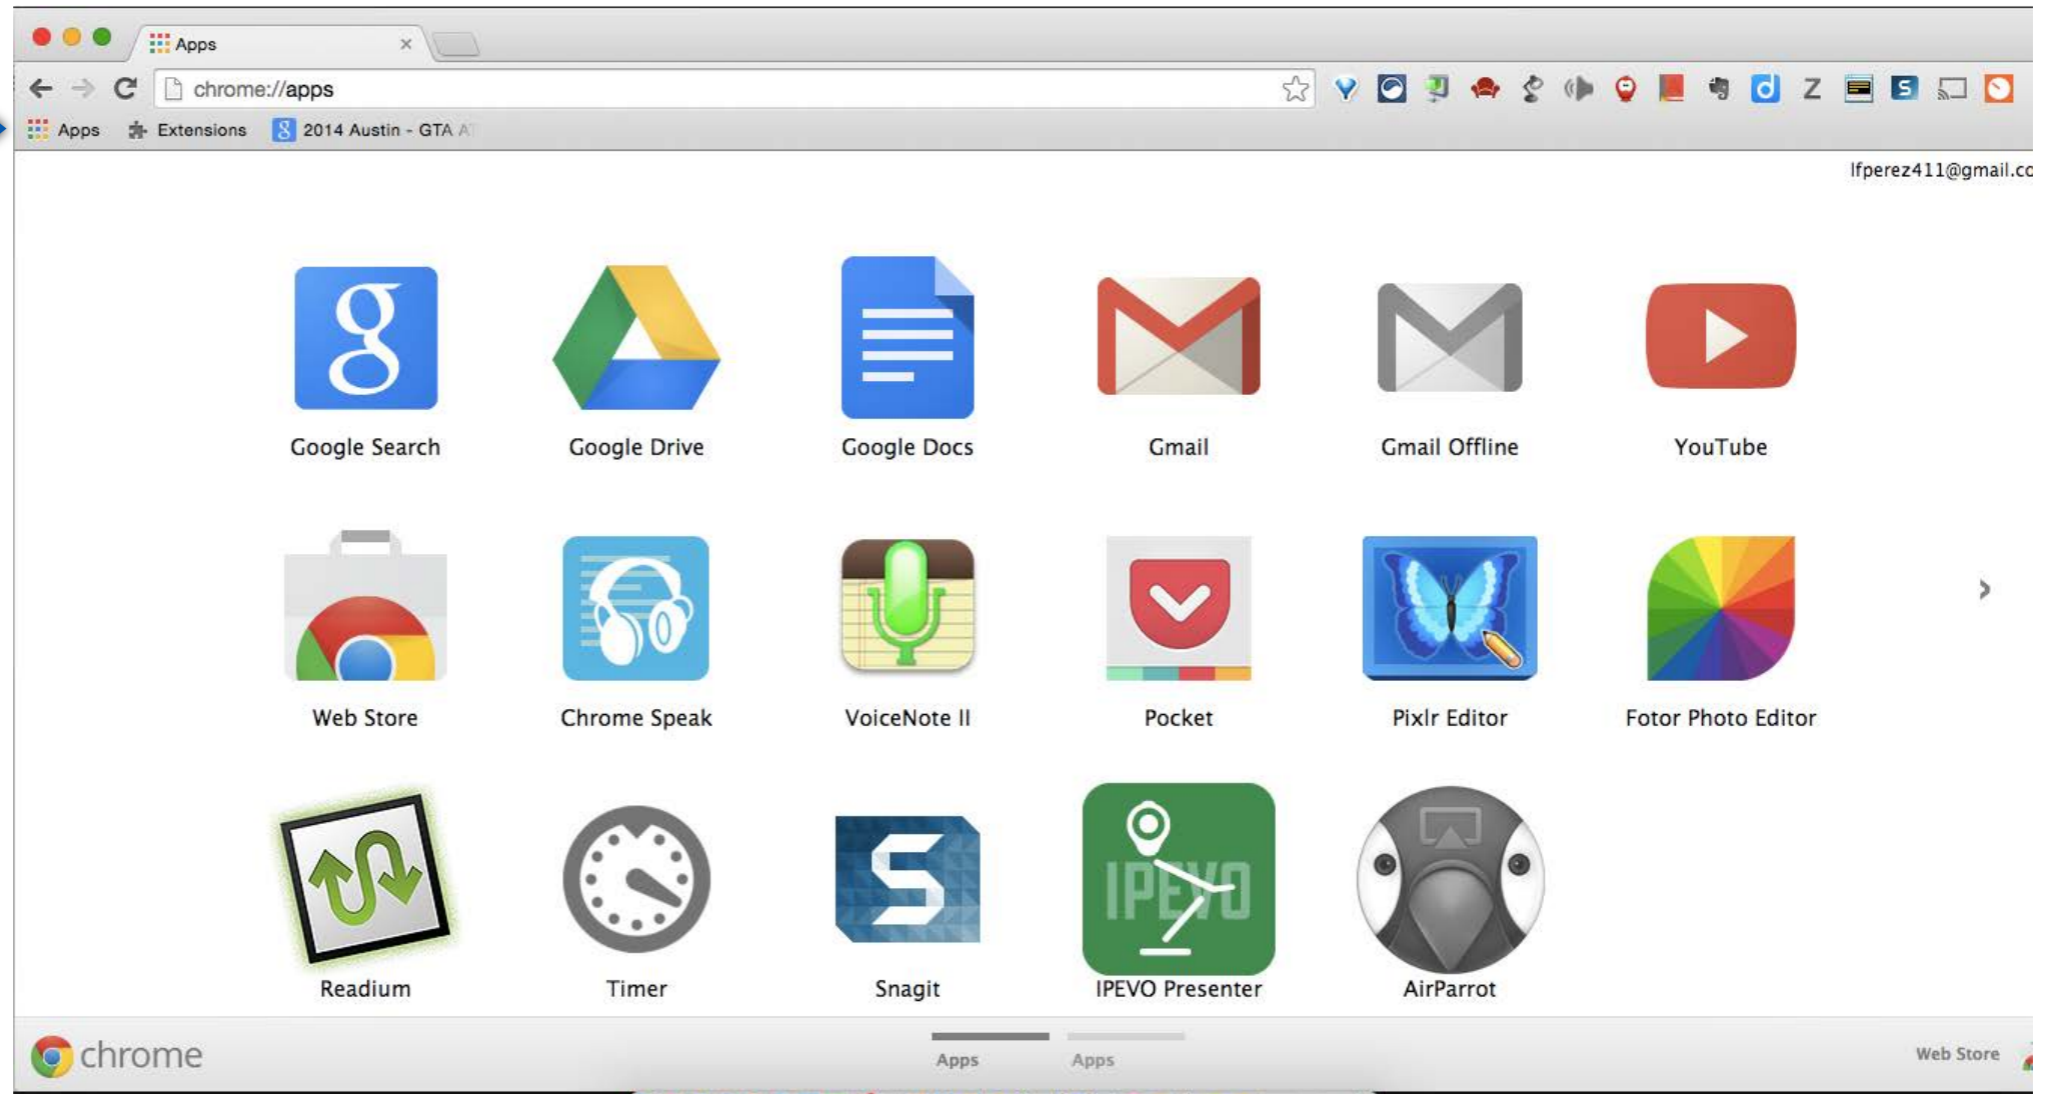 Apps
chrome://apps
Apps Extensions 2014 Austin - GTA
lfperez411@gmail.co
Google Search Google Drive Google Docs Gmail Gmail Offline YouTube
Web Store Chrome Speak VoiceNote II Pocket Pixlr Editor Fotor Photo Editor
IPEVO
Readium Timer Snagit IPEVO Presenter AirParrot
chrome Apps Apps Web Store